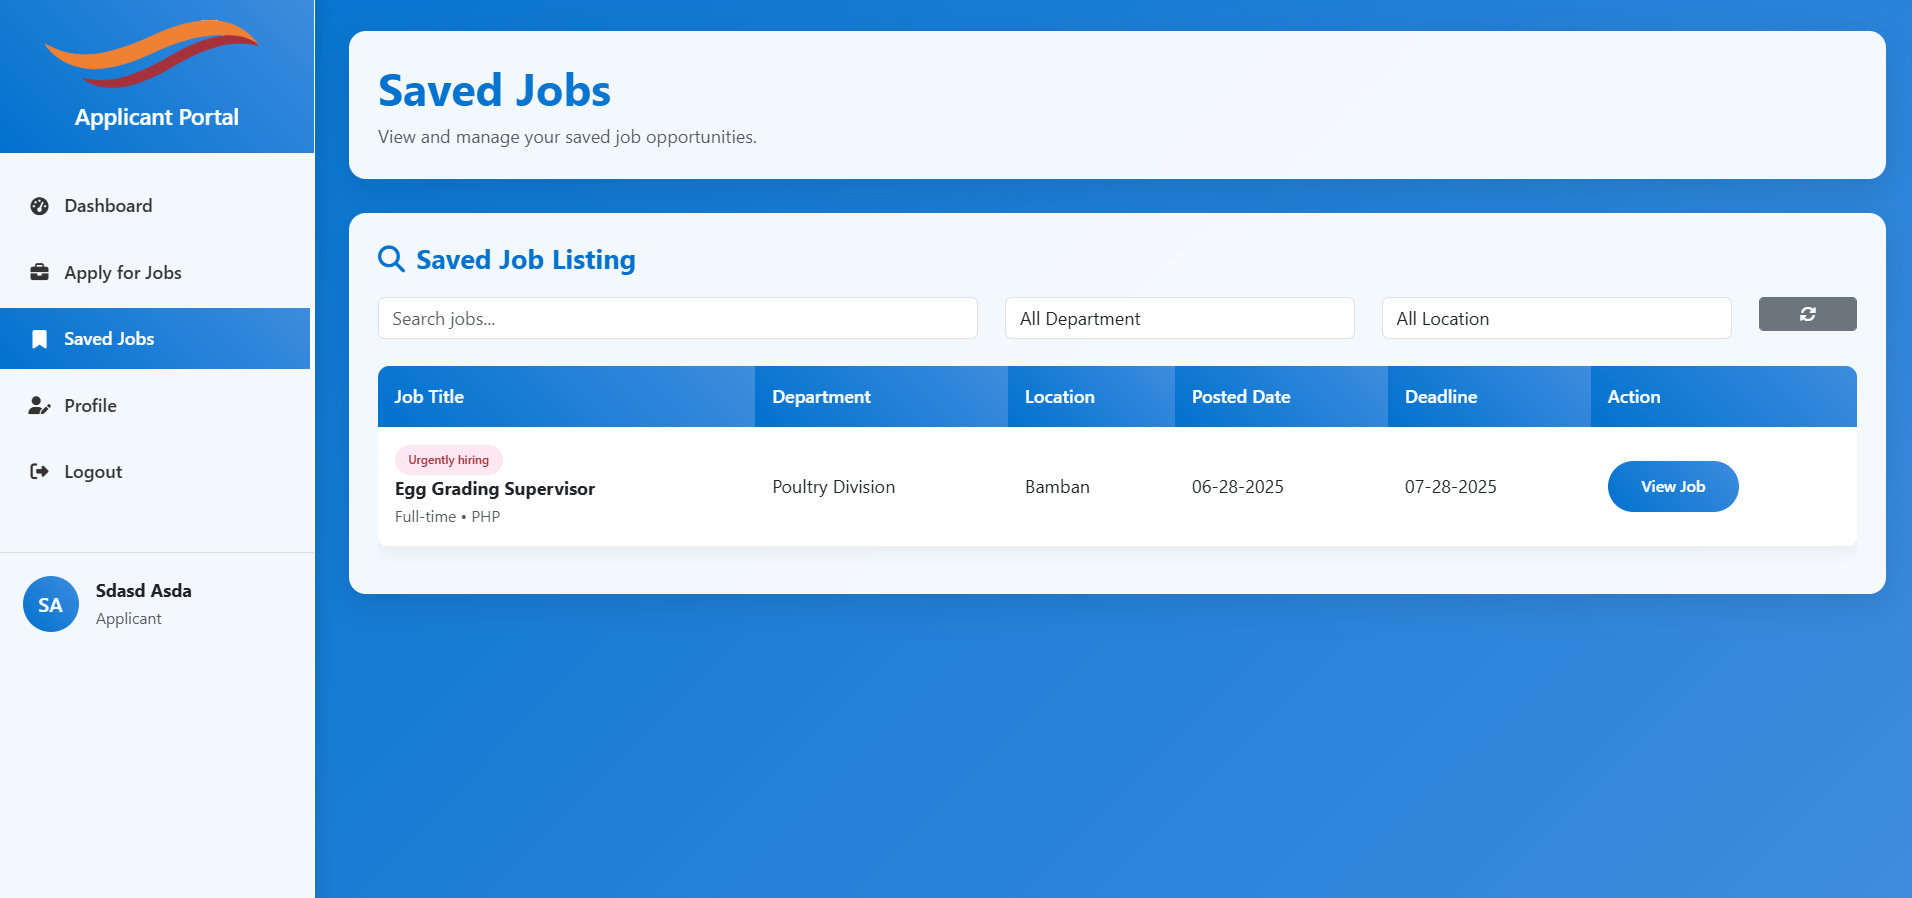 Applicant Portal
Dashboard
Apply for Jobs
Saved Jobs
Profile
Logout
SA
Sdasd Asda
Applicant
Saved Jobs
View and manage your saved job opportunities.
Saved Job Listing
Search jobs...
All Department
All Location
Job Title Department Location Posted Date Deadline Action
Urgently hiring
Egg Grading Supervisor
Full-time • PHP
Poultry Division Bamban 06-28-2025 07-28-2025 View Job